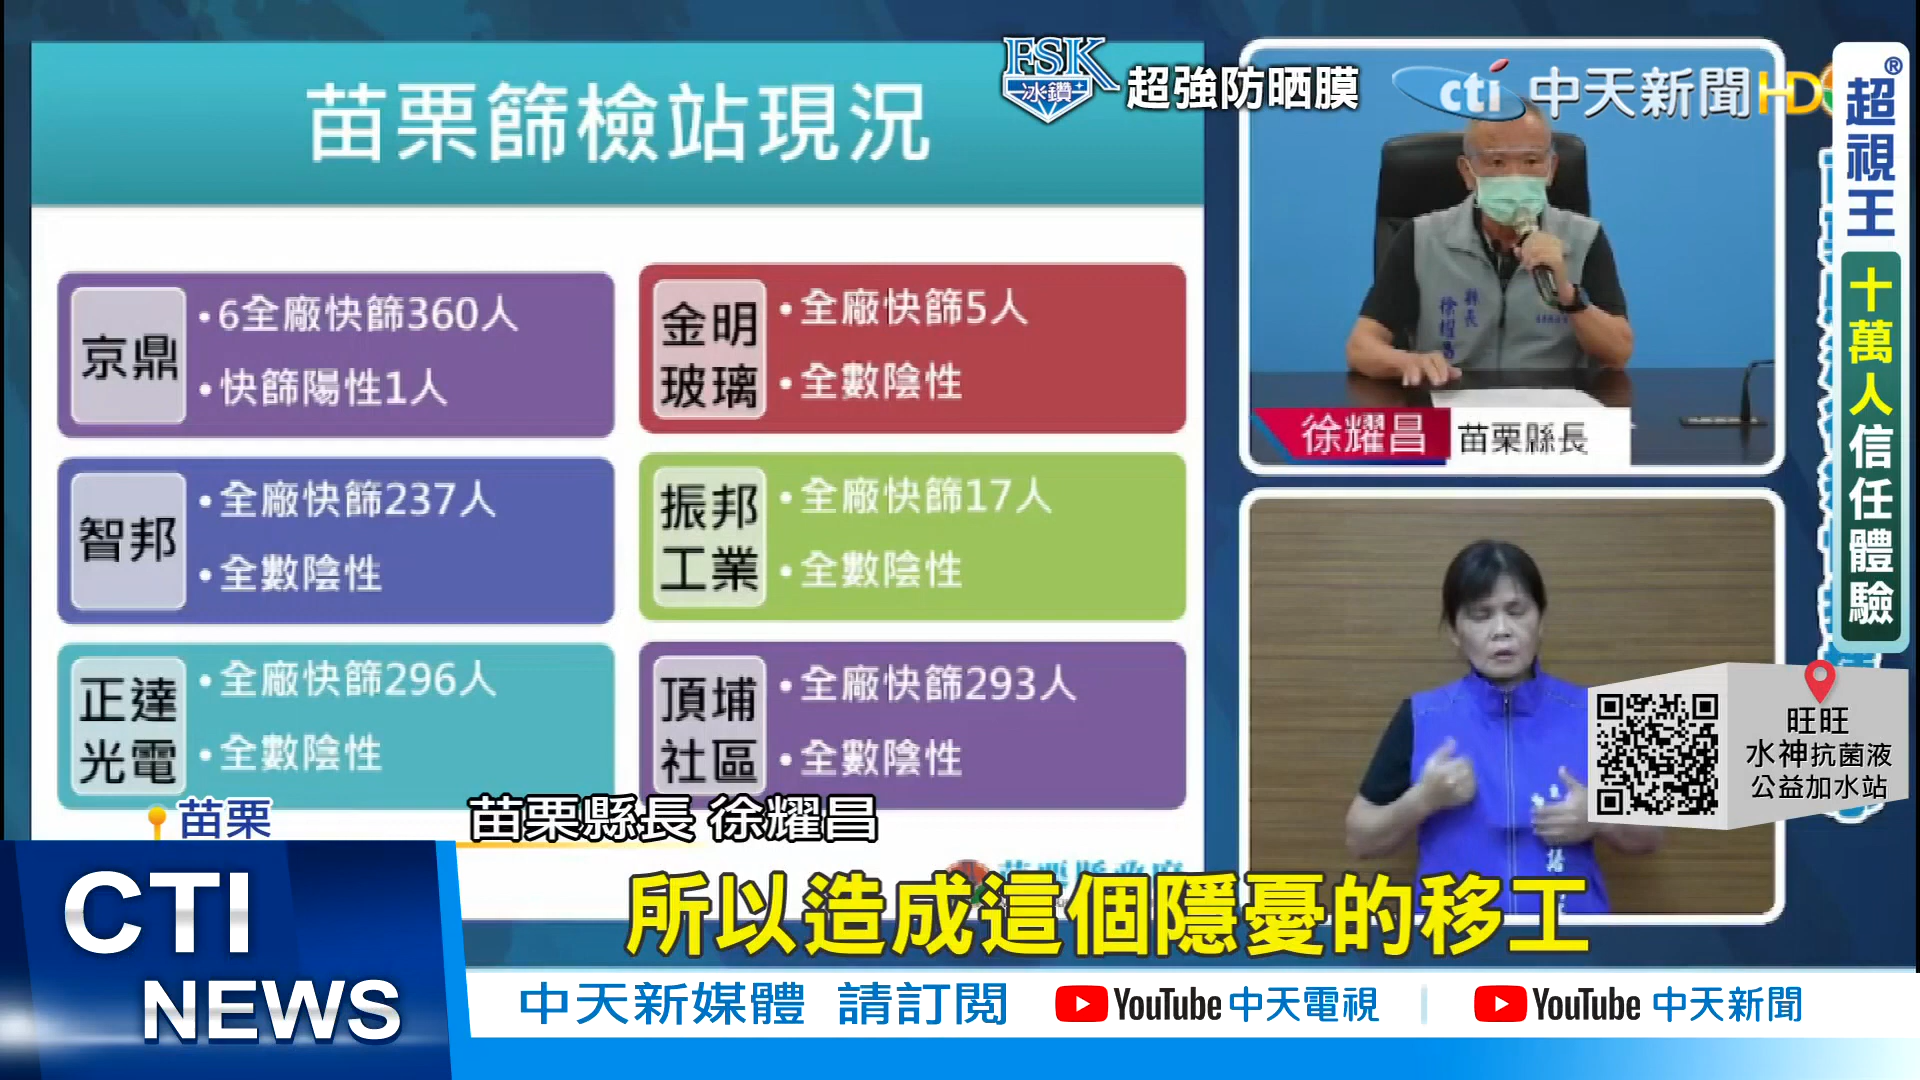 苗栗篩檢站現況
FSK
冰鑽
超強防晒膜
cti 中天新聞HD
超視王®
十萬人信任體驗
京鼎
•6全廠快篩360人
•快篩陽性1人
金明玻璃
•全廠快篩5人
•全數陰性
智邦
•全廠快篩237人
•全數陰性
振邦工業
•全廠快篩17人
•全數陰性
正達光電
•全廠快篩296人
•全數陰性
頂埔社區
•全廠快篩293人
•全數陰性
縣長
徐耀昌
徐耀昌 苗栗縣長
旺旺
水神抗菌液
公益加水站
苗栗
苗栗縣長 徐耀昌
所以造成這個隱憂的移工
CTI
NEWS
中天新媒體 請訂閱 YouTube 中天電視 YouTube 中天新聞